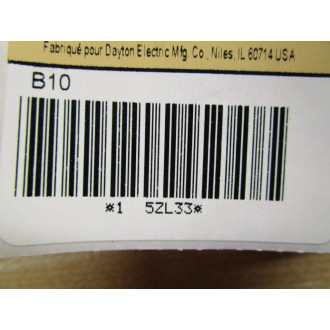 Fabriqué pour Dayton Electric Mfg. Co., Niles, IL 60714 USA
B10
*1 5ZL33*